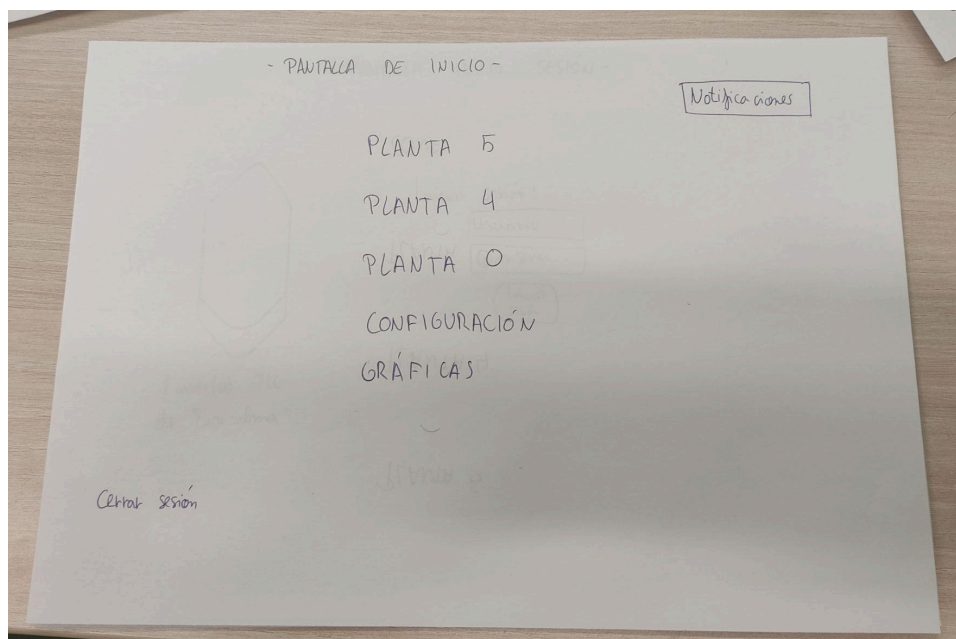 - PANTALLA DE INICIO -
Notificaciones
PLANTA 5
PLANTA 4
PLANTA 0
CONFIGURACIÓN
GRÁFICAS
Cerrar sesión